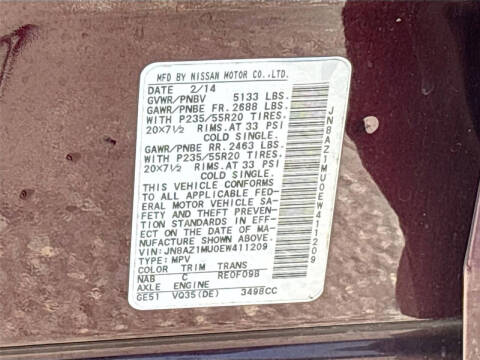 MFD BY NISSAN MOTOR CO.,LTD.
DATE 2/14
GVWR/PNBV 5133 LBS.
GAWR/PNBE FR. 2688 LBS.
WITH P235/55R20 TIRES.
20×7½ RIMS.AT 33 PSI
COLD SINGLE.
GAWR/PNBE RR. 2463 LBS.
WITH P235/55R20 TIRES.
20×7½ RIMS.AT 33 PSI
COLD SINGLE.
THIS VEHICLE CONFORMS
TO ALL APPLICABLE FED-
ERAL MOTOR VEHICLE SA-
FETY AND THEFT PREVEN-
TION STANDARDS IN EFF-
ECT ON THE DATE OF MA-
NUFACTURE SHOWN ABOVE.
VIN:JN8AZ1MU0EW411209
TYPE:MPV
COLOR TRIM TRANS
NAB C RE0F09B
AXLE ENGINE
GE51 VQ35(DE) 3498CC
JN8AZ1MU0EW411209